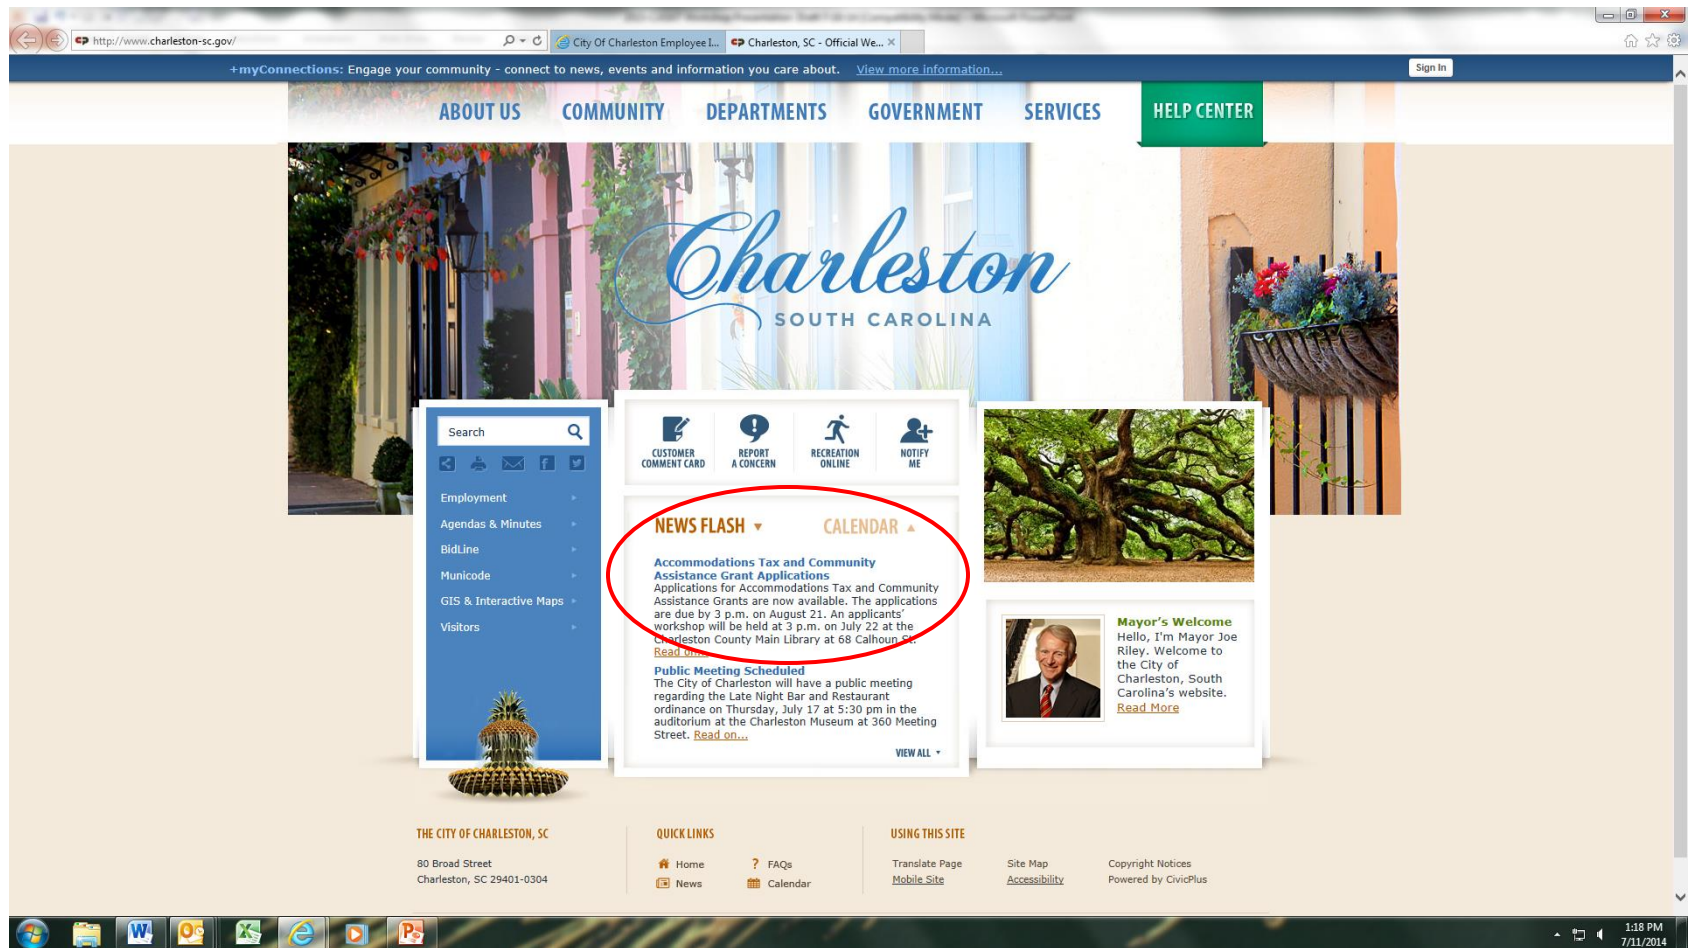 http://www.charleston-sc.gov/
City Of Charleston Employee I...
Charleston, SC - Official We...
+myConnections: Engage your community - connect to news, events and information you care about. View more information...
Sign In
ABOUT US COMMUNITY DEPARTMENTS GOVERNMENT SERVICES HELP CENTER
Charleston
SOUTH CAROLINA
Search
Employment
Agendas & Minutes
BidLine
Municode
GIS & Interactive Maps
Visitors
CUSTOMER
COMMENT CARD
REPORT
A CONCERN
RECREATION
ONLINE
NOTIFY
ME
NEWS FLASH CALENDAR
Accommodations Tax and Community
Assistance Grant Applications
Applications for Accommodations Tax and Community
Assistance Grants are now available. The applications
are due by 3 p.m. on August 21. An applicants'
workshop will be held at 3 p.m. on July 22 at the
Charleston County Main Library at 68 Calhoun St.
Read on...
Public Meeting Scheduled
The City of Charleston will have a public meeting
regarding the Late Night Bar and Restaurant
ordinance on Thursday, July 17 at 5:30 pm in the
auditorium at the Charleston Museum at 360 Meeting
Street. Read on...
VIEW ALL
Mayor's Welcome
Hello, I'm Mayor Joe
Riley. Welcome to
the City of
Charleston, South
Carolina's website.
Read More
THE CITY OF CHARLESTON, SC
80 Broad Street
Charleston, SC 29401-0304
QUICK LINKS
Home
? FAQs
News
Calendar
USING THIS SITE
Translate Page
Site Map
Copyright Notices
Mobile Site
Accessibility
Powered by CivicPlus
1:18 PM
7/11/2014